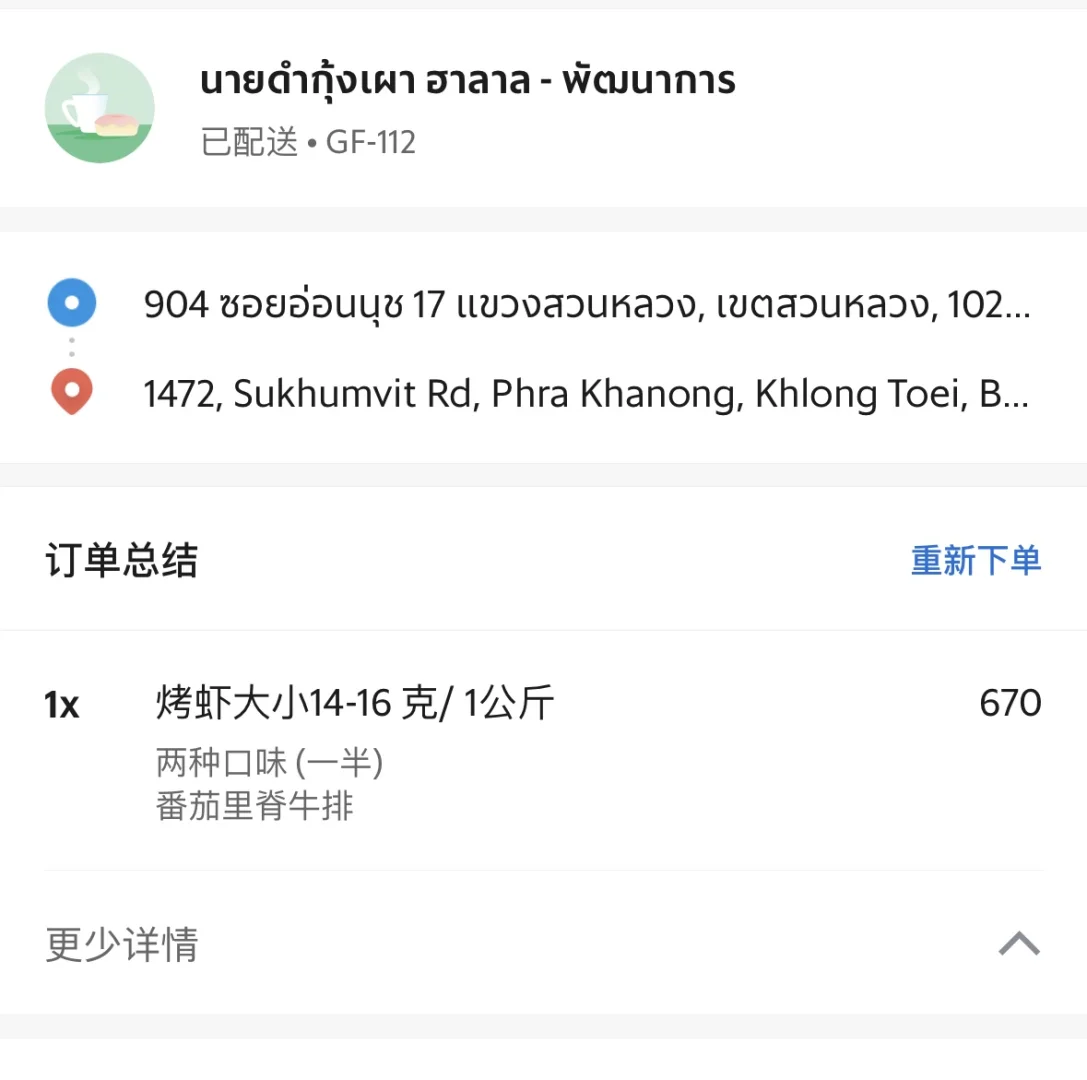 นายดำกุ้งเผา ฮาลาล - พัฒนาการ
已配送 • GF-112
904 ซอยอ่อนนุช 17 แขวงสวนหลวง, เขตสวนหลวง, 102...
1472, Sukhumvit Rd, Phra Khanong, Khlong Toei, B...
订单总结
重新下单
1x 烤虾大小14-16 克/ 1公斤 670
两种口味 (一半)
番茄里脊牛排
更少详情